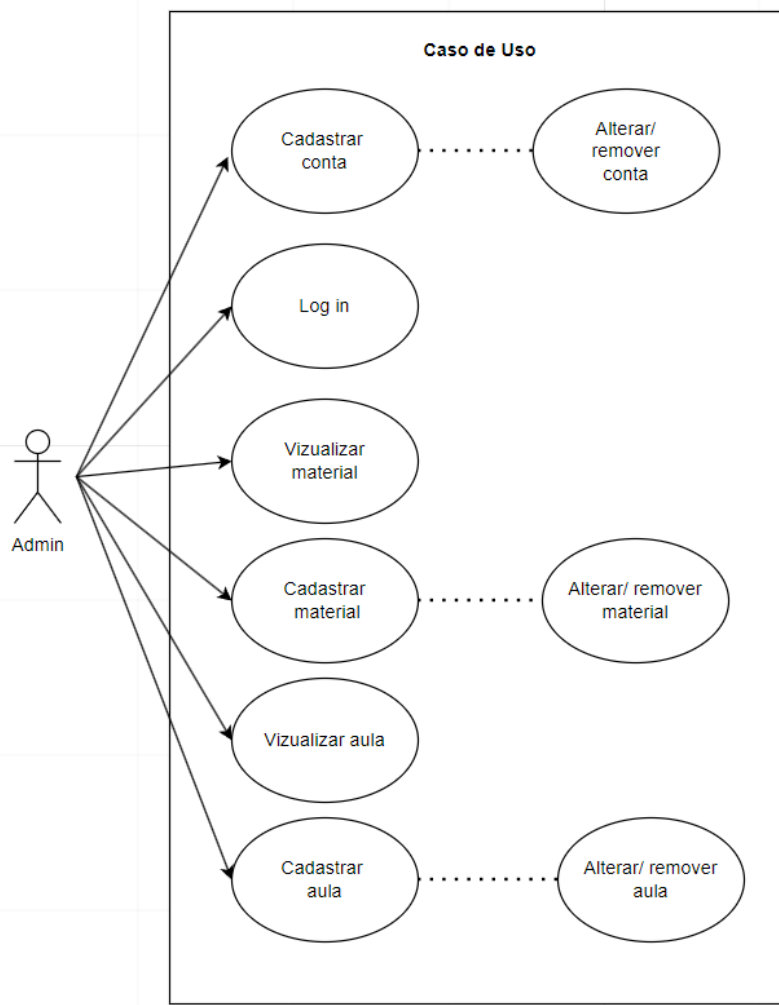 Caso de Uso
Cadastrar
conta
Alterar/
remover
conta
Log in
Vizualizar
material
Admin
Cadastrar
material
Alterar/ remover
material
Vizualizar aula
Cadastrar
aula
Alterar/ remover
aula